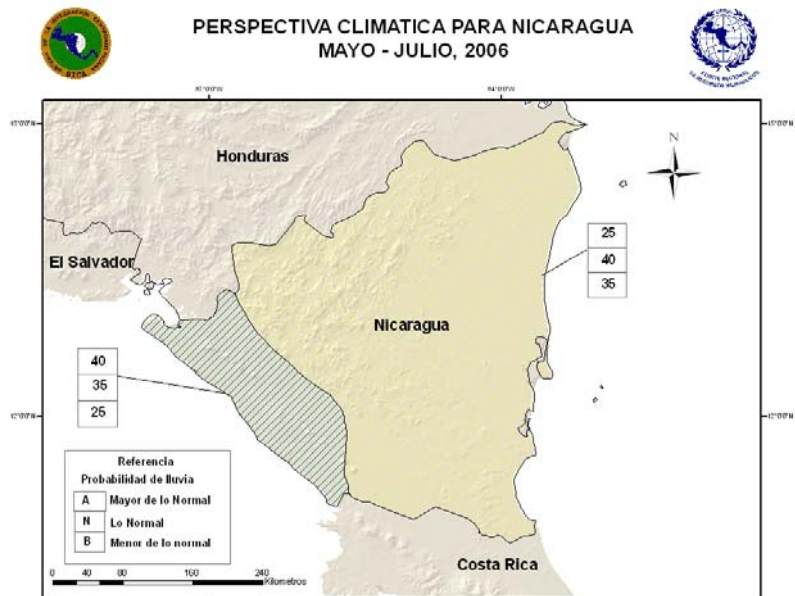 PERSPECTIVA CLIMATICA PARA NICARAGUA
MAYO - JULIO, 2006
SICA
Honduras
N
El Salvador
25
40
35
Nicaragua
40
35
25
Referencia
Probabilidad de lluvia
A Mayor de lo Normal
N Lo Normal
B Menor de lo normal
Costa Rica
0 40 80 160 240
Kilometros